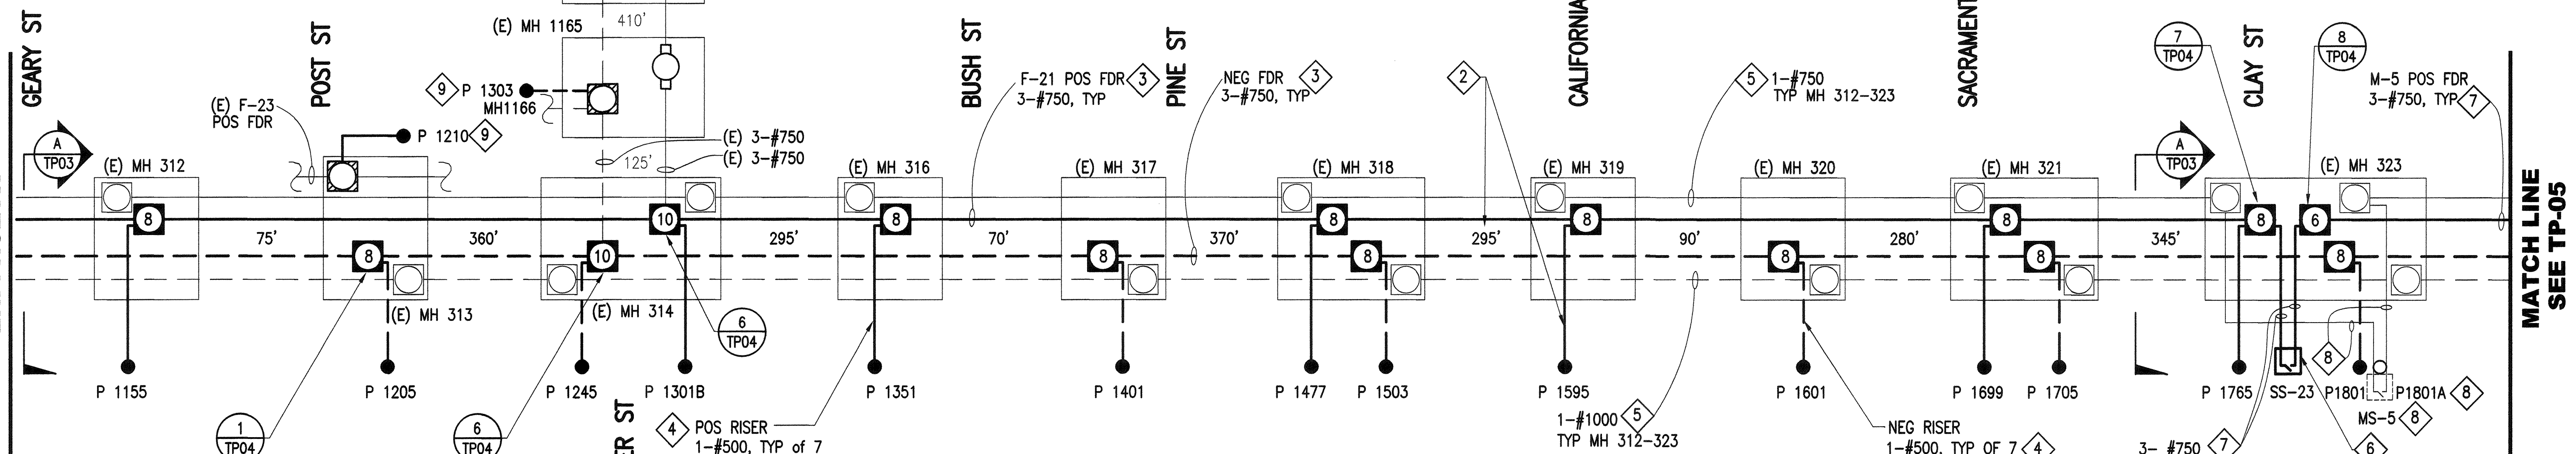 GEARY ST
POST ST
BUSH ST
PINE ST
CALIFORNIA
SACRAMENT
CLAY ST
ER ST
410'
(E) MH 1165
9 P 1303
MH1166
(E) F-23
POS FDR
P 1210 9
(E) 3-#750
(E) 3-#750
125'
F-21 POS FDR 3
3-#750, TYP
NEG FDR 3
3-#750, TYP
2
5 1-#750
TYP MH 312-323
7
TP04
8
TP04
M-5 POS FDR
3-#750, TYP 7
A
TP03
A
TP03
(E) MH 312
(E) MH 316
(E) MH 317
(E) MH 318
(E) MH 319
(E) MH 320
(E) MH 321
(E) MH 323
8
10
8
8
8
8
8
6
75'
360'
295'
70'
370'
295'
90'
280'
345'
8
10
8
8
8
8
8
(E) MH 313
(E) MH 314
6
TP04
8
P 1155
P 1205
P 1245
P 1301B
P 1351
P 1401
P 1477
P 1503
P 1595
P 1601
P 1699
P 1705
P 1765
SS-23
P1801
P1801A 8
MS-5 8
1
TP04
6
TP04
4 POS RISER
1-#500, TYP of 7
1-#1000 5
TYP MH 312-323
NEG RISER
1-#500, TYP OF 7 4
3- #750 7
6
MATCH LINE
SEE TP-05